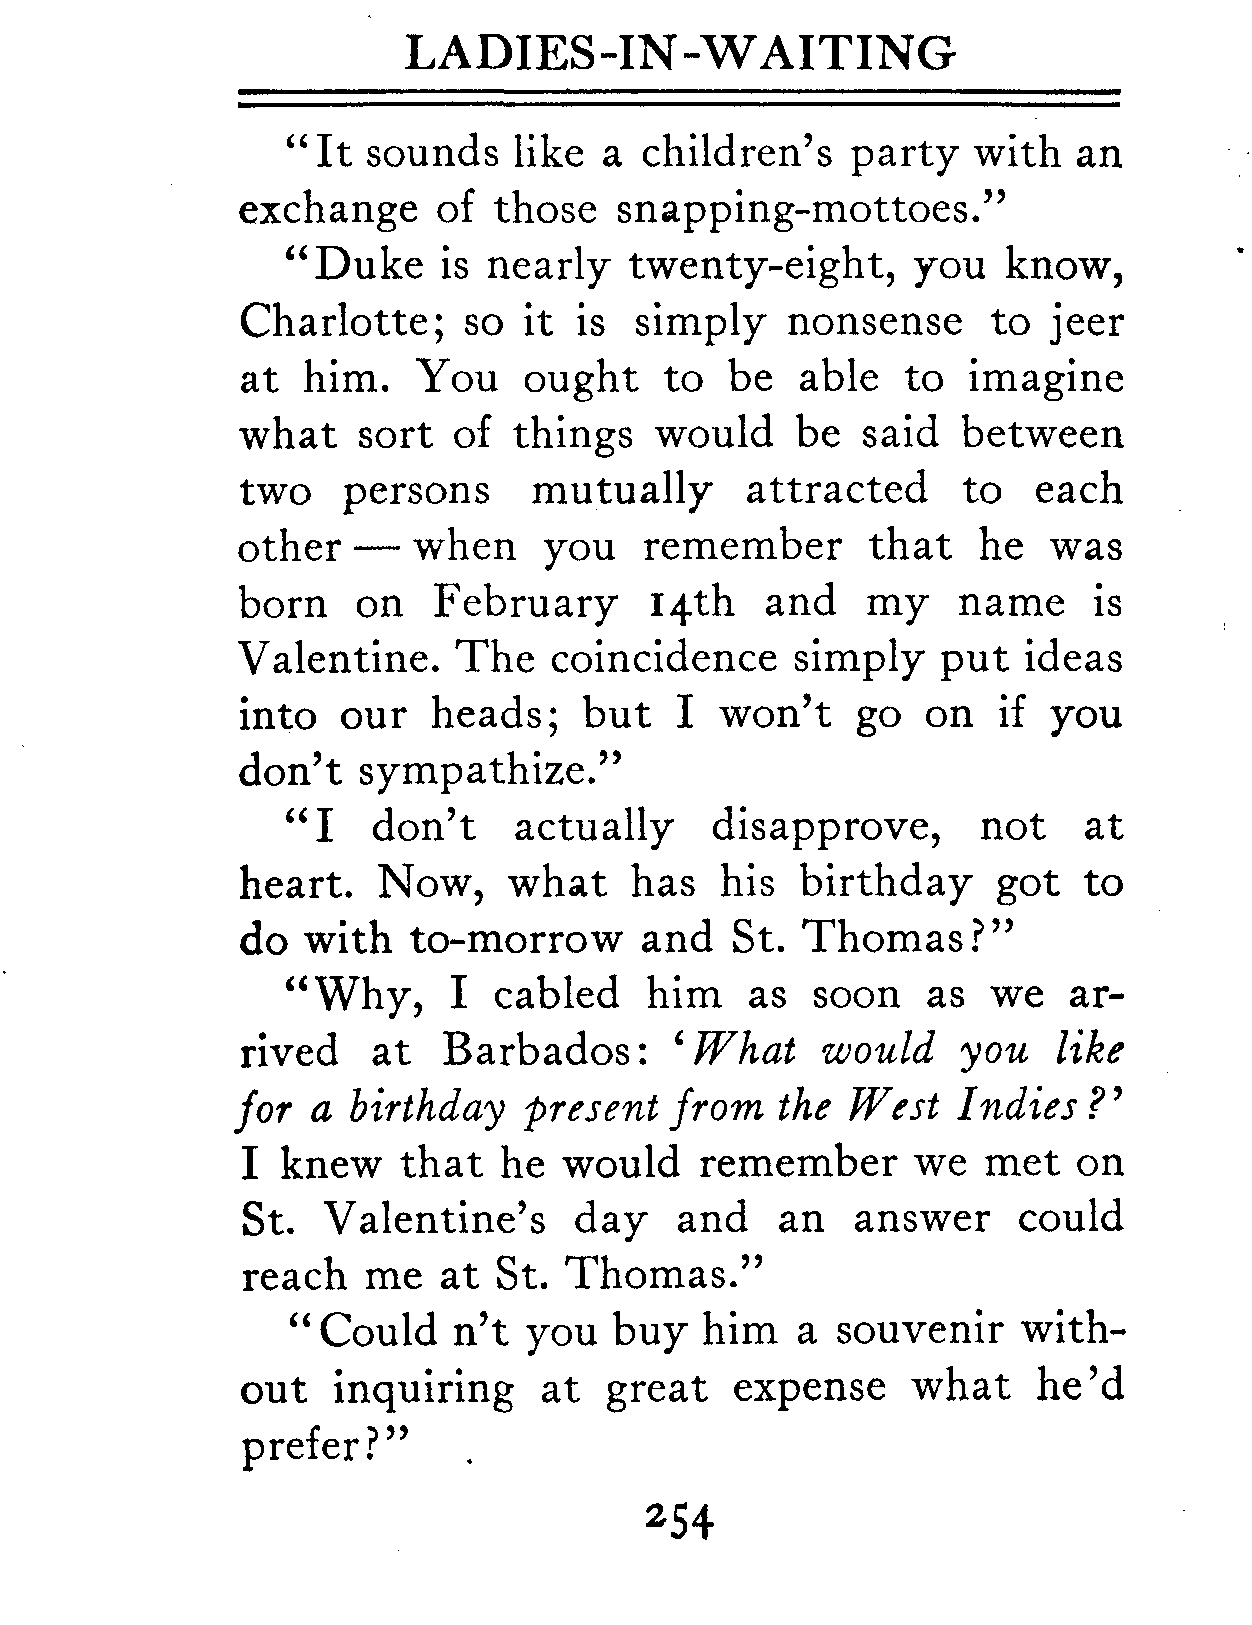 LADIES-IN-WAITING
“It sounds like a children’s party with an
exchange of those snapping-mottoes.”
“Duke is nearly twenty-eight, you know,
Charlotte; so it is simply nonsense to jeer
at him. You ought to be able to imagine
what sort of things would be said between
two persons mutually attracted to each
other — when you remember that he was
born on February 14th and my name is
Valentine. The coincidence simply put ideas
into our heads; but I won’t go on if you
don’t sympathize.”
“I don’t actually disapprove, not at
heart. Now, what has his birthday got to
do with to-morrow and St. Thomas?”
“Why, I cabled him as soon as we ar-
rived at Barbados: ‘What would you like
for a birthday present from the West Indies?’
I knew that he would remember we met on
St. Valentine’s day and an answer could
reach me at St. Thomas.”
“Could n’t you buy him a souvenir with-
out inquiring at great expense what he’d
prefer?”
254